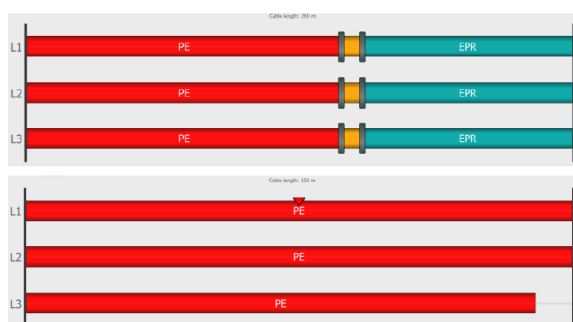 Cable length: 260 m
L1 PE EPR
L2 PE EPR
L3 PE EPR
Cable length: 103 m
L1 PE
L2 PE
L3 PE